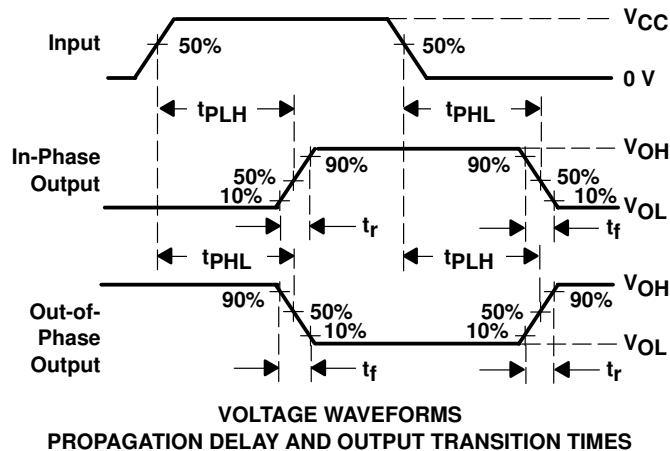 Input
50%
50%
VCC
0 V
tPLH
tPHL
In-Phase
Output
50%
10%
90%
90%
50%
10%
VOH
VOL
tr
tf
tPHL
tPLH
Out-of-
Phase
Output
90%
50%
10%
10%
50%
90%
VOH
VOL
tf
tr
VOLTAGE WAVEFORMS
PROPAGATION DELAY AND OUTPUT TRANSITION TIMES